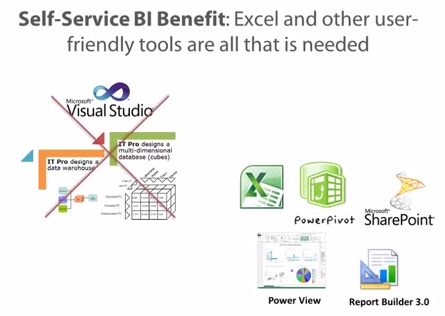 Self-Service BI Benefit: Excel and other user-
friendly tools are all that is needed
Microsoft®
Visual Studio
IT Pro designs a
multi-dimensional
database (cubes)
IT Pro designs a
data warehouse
PowerPivot
Microsoft®
SharePoint®
Power View
Report Builder 3.0